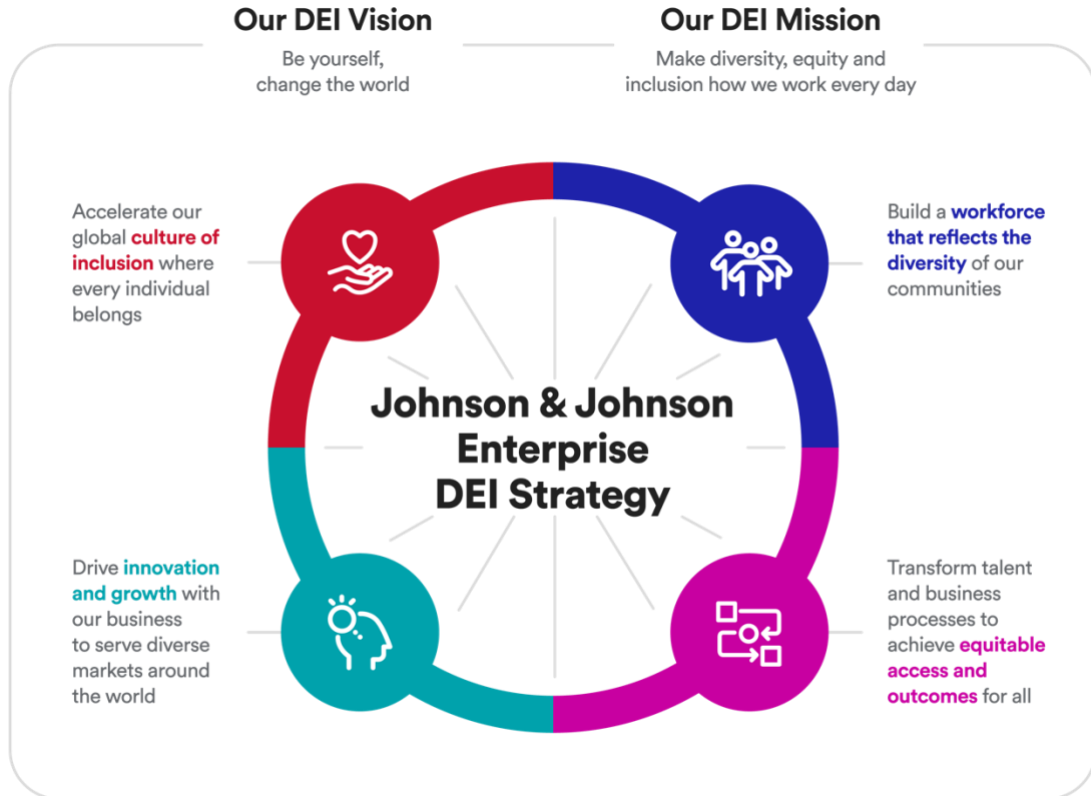 Our DEI Vision
Be yourself,
change the world
Our DEI Mission
Make diversity, equity and
inclusion how we work every day
Accelerate our
global culture of
inclusion where
every individual
belongs
Build a workforce
that reflects the
diversity of our
communities
Johnson & Johnson
Enterprise
DEI Strategy
Drive innovation
and growth with
our business
to serve diverse
markets around
the world
Transform talent
and business
processes to
achieve equitable
access and
outcomes for all